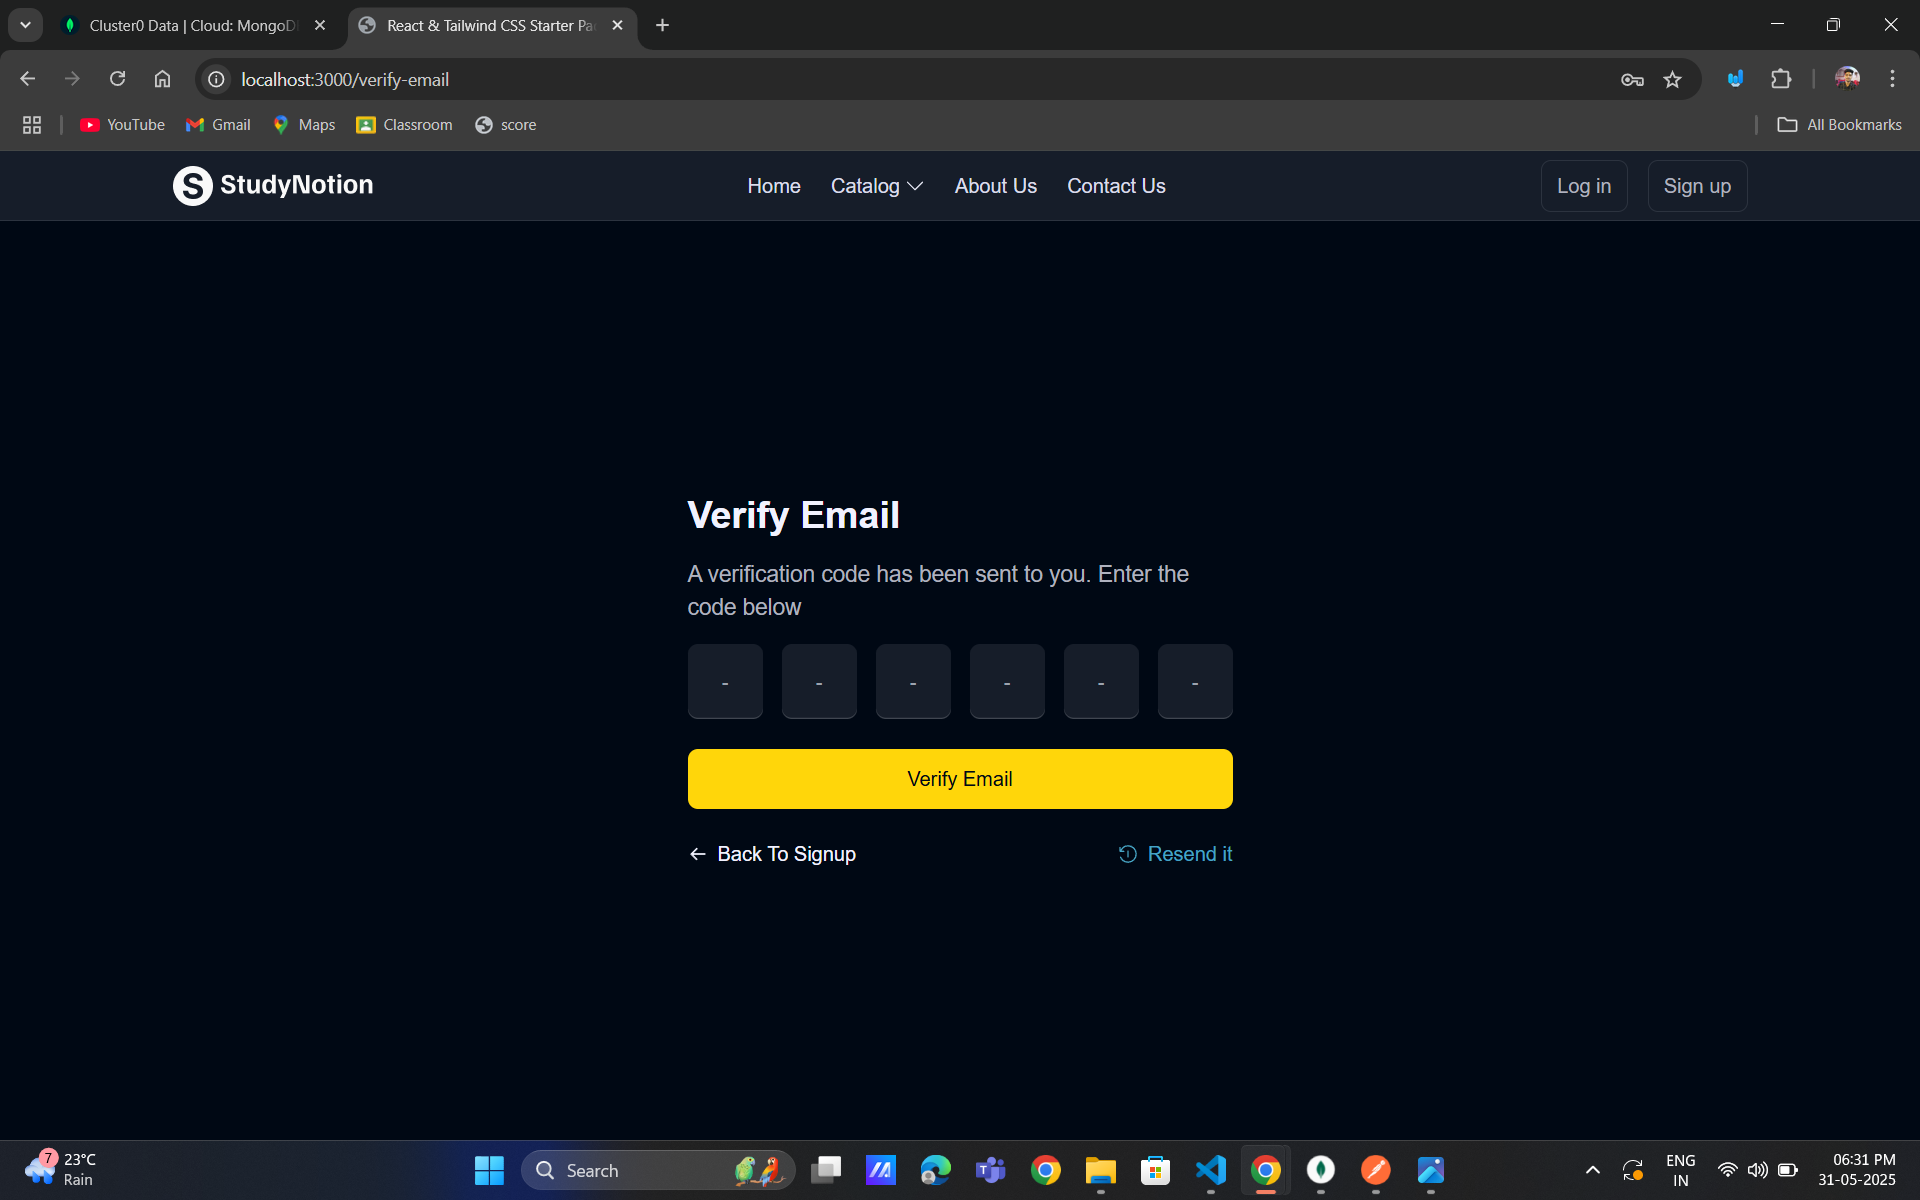 Cluster0 Data | Cloud: MongoD
React & Tailwind CSS Starter Pa
localhost:3000/verify-email
YouTube
Gmail
Maps
Classroom
score
All Bookmarks
S StudyNotion
Home
Catalog
About Us
Contact Us
Log in
Sign up
Verify Email
A verification code has been sent to you. Enter the
code below
- - - - - -
Verify Email
Back To Signup
Resend it
7
23°C
Rain
Search
ENG
IN
06:31 PM
31-05-2025